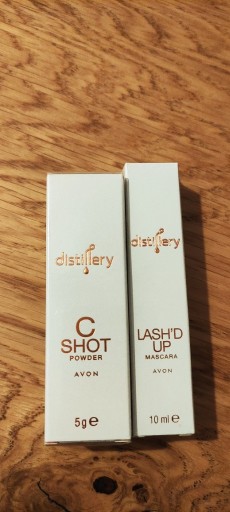 distillery
C
SHOT
POWDER
AVON
5g e
distillery
LASH'D
UP
MASCARA
AVON
10 ml e